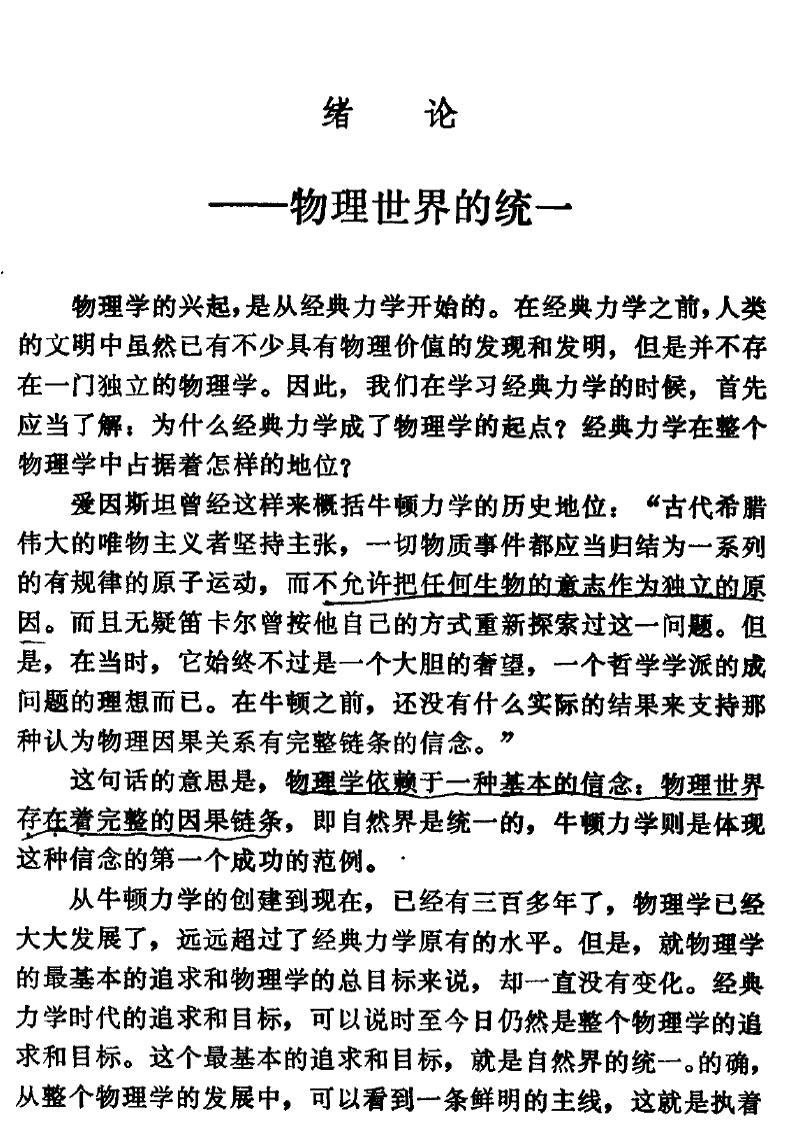 绪 论
——物理世界的统一
物理学的兴起,是从经典力学开始的。在经典力学之前,人类
的文明中虽然已有不少具有物理价值的发现和发明，但是并不存
在一门独立的物理学。因此，我们在学习经典力学的时候，首先
应当了解：为什么经典力学成了物理学的起点？经典力学在整个
物理学中占据着怎样的地位？
爱因斯坦曾经这样来概括牛顿力学的历史地位：“古代希腊
伟大的唯物主义者坚持主张，一切物质事件都应当归结为一系列
的有规律的原子运动，而不允许把任何生物的意志作为独立的原
因。而且无疑笛卡尔曾按他自己的方式重新探索过这一问题。但
是，在当时，它始终不过是一个大胆的奢望，一个哲学学派的成
问题的理想而已。在牛顿之前，还没有什么实际的结果来支持那
种认为物理因果关系有完整链条的信念。”
这句话的意思是，物理学依赖于一种基本的信念：物理世界
存在着完整的因果链条，即自然界是统一的，牛顿力学则是体现
这种信念的第一个成功的范例。
从牛顿力学的创建到现在，已经有三百多年了，物理学已经
大大发展了，远远超过了经典力学原有的水平。但是，就物理学
的最基本的追求和物理学的总目标来说，却一直没有变化。经典
力学时代的追求和目标，可以说时至今日仍然是整个物理学的追
求和目标。这个最基本的追求和目标，就是自然界的统一。的确，
从整个物理学的发展中，可以看到一条鲜明的主线，这就是执着